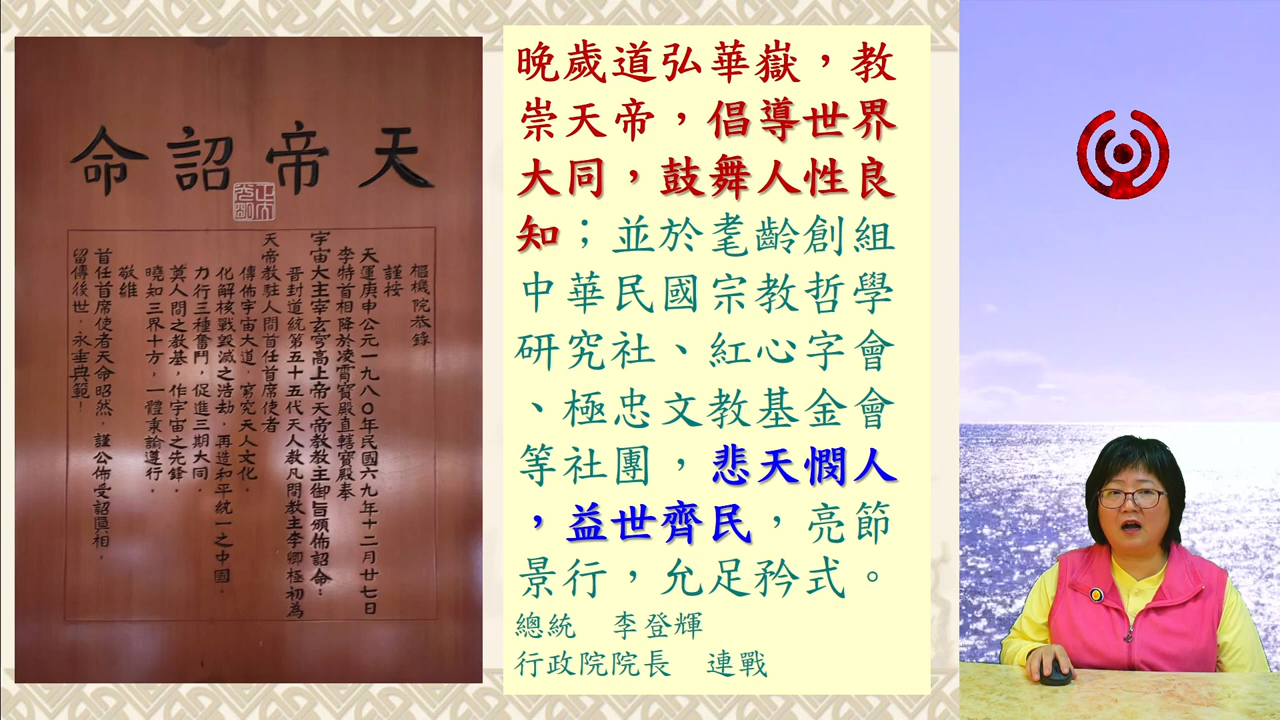 天帝詔命
樞機院恭錄
謹按
天運庚申公元一九八〇年民國六九年十二月廿七日
李特首相降於凌霄寶殿直轄寶殿奉
宇宙大主宰玄穹高上帝天帝教教主御旨頒佈詔命：
晋封道統第五十五代天人教凡間教主李卿極初為
天帝教駐人間首任首席使者
傳佈宇宙大道，窮究天人文化，
化解核戰毀滅之浩劫，再造和平統一之中國，
力行三種奮鬥，促進三期大同，
奠人間之教基，作宇宙之先鋒，
曉知三界十方，一體秉諭遵行。
敬維
首任首席使者天命昭然，謹公佈受詔真相，
留傳後世，永垂典範！
晚歲道弘華嶽，教
崇天帝，倡導世界
大同，鼓舞人性良
知；並於耄齡創組
中華民國宗教哲學
研究社、紅心字會
、極忠文教基金會
等社團，悲天憫人
，益世齊民，亮節
景行，允足矜式。
總統　李登輝
行政院院長　連戰